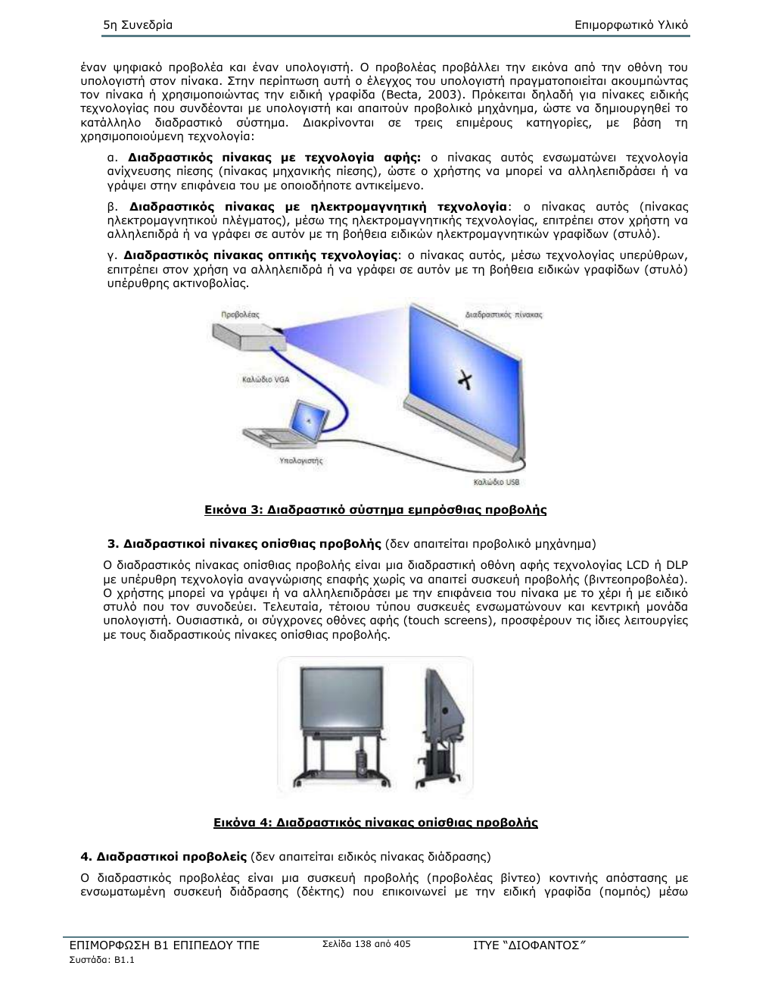 5η Συνεδρία Επιμορφωτικό Υλικό
έναν ψηφιακό προβολέα και έναν υπολογιστή. Ο προβολέας προβάλλει την εικόνα από την οθόνη του
υπολογιστή στον πίνακα. Στην περίπτωση αυτή ο έλεγχος του υπολογιστή πραγματοποιείται ακουμπώντας
τον πίνακα ή χρησιμοποιώντας την ειδική γραφίδα (Becta, 2003). Πρόκειται δηλαδή για πίνακες ειδικής
τεχνολογίας που συνδέονται με υπολογιστή και απαιτούν προβολικό μηχάνημα, ώστε να δημιουργηθεί το
κατάλληλο διαδραστικό σύστημα. Διακρίνονται σε τρεις επιμέρους κατηγορίες, με βάση τη
χρησιμοποιούμενη τεχνολογία:
α. Διαδραστικός πίνακας με τεχνολογία αφής: ο πίνακας αυτός ενσωματώνει τεχνολογία
ανίχνευσης πίεσης (πίνακας μηχανικής πίεσης), ώστε ο χρήστης να μπορεί να αλληλεπιδράσει ή να
γράψει στην επιφάνεια του με οποιοδήποτε αντικείμενο.
β. Διαδραστικός πίνακας με ηλεκτρομαγνητική τεχνολογία: ο πίνακας αυτός (πίνακας
ηλεκτρομαγνητικού πλέγματος), μέσω της ηλεκτρομαγνητικής τεχνολογίας, επιτρέπει στον χρήστη να
αλληλεπιδρά ή να γράφει σε αυτόν με τη βοήθεια ειδικών ηλεκτρομαγνητικών γραφίδων (στυλό).
γ. Διαδραστικός πίνακας οπτικής τεχνολογίας: ο πίνακας αυτός, μέσω τεχνολογίας υπερύθρων,
επιτρέπει στον χρήση να αλληλεπιδρά ή να γράφει σε αυτόν με τη βοήθεια ειδικών γραφίδων (στυλό)
υπέρυθρης ακτινοβολίας.
Προβολέας
Διαδραστικός πίνακας
Καλώδιο VGA
Υπολογιστής
Καλώδιο USB
Εικόνα 3: Διαδραστικό σύστημα εμπρόσθιας προβολής
3. Διαδραστικοί πίνακες οπίσθιας προβολής (δεν απαιτείται προβολικό μηχάνημα)
Ο διαδραστικός πίνακας οπίσθιας προβολής είναι μια διαδραστική οθόνη αφής τεχνολογίας LCD ή DLP
με υπέρυθρη τεχνολογία αναγνώρισης επαφής χωρίς να απαιτεί συσκευή προβολής (βιντεοπροβολέα).
Ο χρήστης μπορεί να γράψει ή να αλληλεπιδράσει με την επιφάνεια του πίνακα με το χέρι ή με ειδικό
στυλό που τον συνοδεύει. Τελευταία, τέτοιου τύπου συσκευές ενσωματώνουν και κεντρική μονάδα
υπολογιστή. Ουσιαστικά, οι σύγχρονες οθόνες αφής (touch screens), προσφέρουν τις ίδιες λειτουργίες
με τους διαδραστικούς πίνακες οπίσθιας προβολής.
Εικόνα 4: Διαδραστικός πίνακας οπίσθιας προβολής
4. Διαδραστικοί προβολείς (δεν απαιτείται ειδικός πίνακας διάδρασης)
Ο διαδραστικός προβολέας είναι μια συσκευή προβολής (προβολέας βίντεο) κοντινής απόστασης με
ενσωματωμένη συσκευή διάδρασης (δέκτης) που επικοινωνεί με την ειδική γραφίδα (πομπός) μέσω
ΕΠΙΜΟΡΦΩΣΗ Β1 ΕΠΙΠΕΔΟΥ ΤΠΕ Σελίδα 138 από 405 ΙΤΥΕ “ΔΙΟΦΑΝΤΟΣ”
Συστάδα: Β1.1